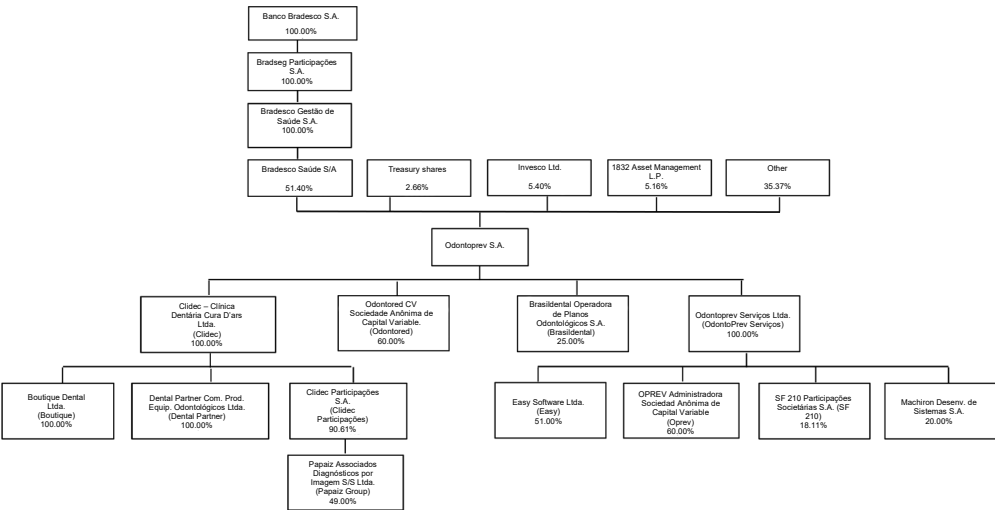 Banco Bradesco S.A.
100.00%
Bradseg Participações
S.A.
100.00%
Bradesco Gestão de
Saúde S.A.
100.00%
Bradesco Saúde S/A
51.40%
Treasury shares
2.66%
Invesco Ltd.
5.40%
1832 Asset Management
L.P.
5.16%
Other
35.37%
Odontoprev S.A.
Clidec – Clínica
Dentária Cura D'ars
Ltda.
(Clidec)
100.00%
Odontored CV
Sociedade Anônima de
Capital Variable.
(Odontored)
60.00%
Brasildental Operadora
de Planos
Odontológicos S.A.
(Brasildental)
25.00%
Odontoprev Serviços Ltda.
(OdontoPrev Serviços)
100.00%
Boutique Dental
Ltda.
(Boutique)
100.00%
Dental Partner Com. Prod.
Equip. Odontológicos Ltda.
(Dental Partner)
100.00%
Clidec Participações
S.A.
(Clidec
Participações)
90.61%
Easy Software Ltda.
(Easy)
51.00%
OPREV Administradora
Sociedad Anônima de
Capital Variable
(Oprev)
60.00%
SF 210 Participações
Societárias S.A. (SF
210)
18.11%
Machiron Desenv. de
Sistemas S.A.
20.00%
Papaiz Associados
Diagnósticos por
Imagem S/S Ltda.
(Papaiz Group)
49.00%